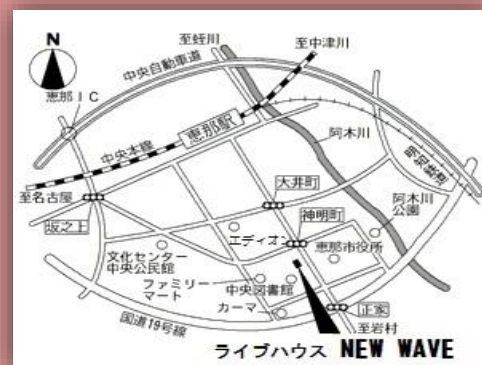 N
至蛭川
至中津川
中央自動車道
恵那IC
恵那駅
中央本線
阿木川
明知鉄道
至名古屋
大井町
阿木川
公園
坂之上
神明町
エディオン
恵那市役所
文化センター
中央公民館
ファミリー
マート
中央図書館
カーマ
正家
国道19号線
至岩村
ライブハウス NEW WAVE